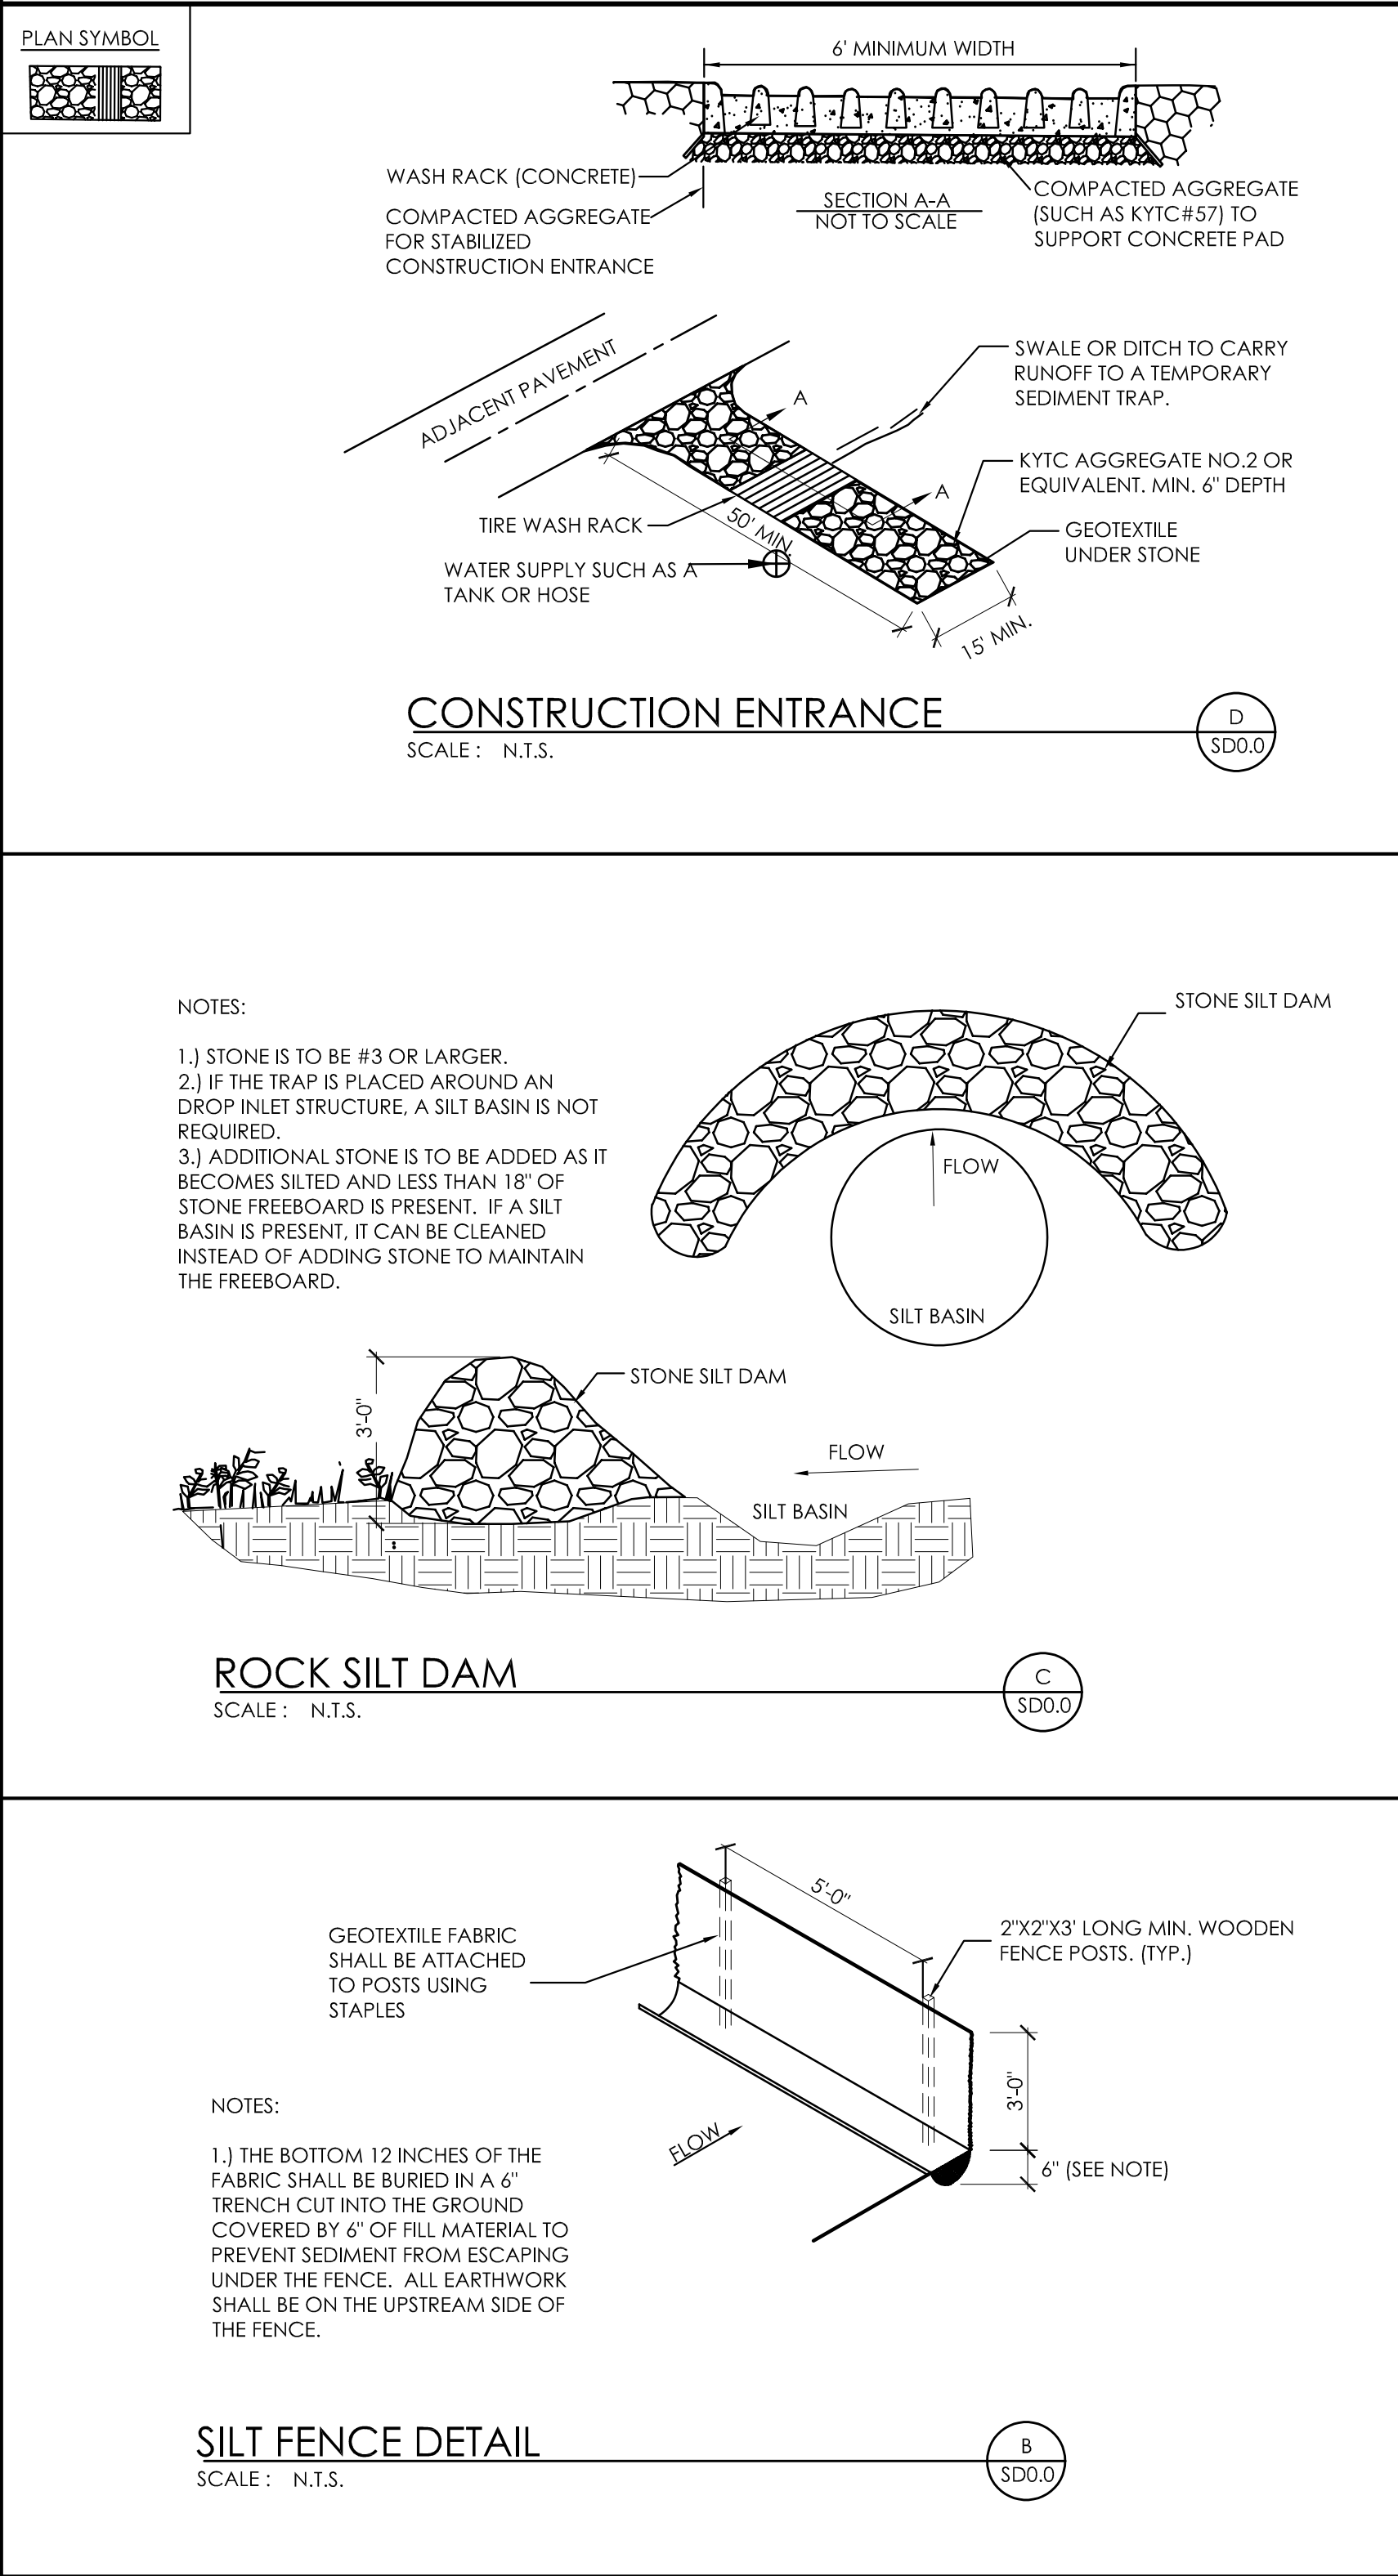 PLAN SYMBOL
6' MINIMUM WIDTH
WASH RACK (CONCRETE)
COMPACTED AGGREGATE
FOR STABILIZED
CONSTRUCTION ENTRANCE
SECTION A-A
NOT TO SCALE
COMPACTED AGGREGATE
(SUCH AS KYTC#57) TO
SUPPORT CONCRETE PAD
ADJACENT PAVEMENT
A
SWALE OR DITCH TO CARRY
RUNOFF TO A TEMPORARY
SEDIMENT TRAP.
KYTC AGGREGATE NO.2 OR
EQUIVALENT. MIN. 6" DEPTH
A
TIRE WASH RACK
50' MIN.
GEOTEXTILE
UNDER STONE
WATER SUPPLY SUCH AS A
TANK OR HOSE
15' MIN.
CONSTRUCTION ENTRANCE
SCALE : N.T.S.
D
SD0.0
NOTES:
1.) STONE IS TO BE #3 OR LARGER.
2.) IF THE TRAP IS PLACED AROUND AN
DROP INLET STRUCTURE, A SILT BASIN IS NOT
REQUIRED.
3.) ADDITIONAL STONE IS TO BE ADDED AS IT
BECOMES SILTED AND LESS THAN 18" OF
STONE FREEBOARD IS PRESENT. IF A SILT
BASIN IS PRESENT, IT CAN BE CLEANED
INSTEAD OF ADDING STONE TO MAINTAIN
THE FREEBOARD.
STONE SILT DAM
FLOW
SILT BASIN
3'-0"
STONE SILT DAM
FLOW
SILT BASIN
ROCK SILT DAM
SCALE : N.T.S.
C
SD0.0
GEOTEXTILE FABRIC
SHALL BE ATTACHED
TO POSTS USING
STAPLES
5'-0"
2"X2"X3' LONG MIN. WOODEN
FENCE POSTS. (TYP.)
3'-0"
6" (SEE NOTE)
FLOW
NOTES:
1.) THE BOTTOM 12 INCHES OF THE
FABRIC SHALL BE BURIED IN A 6"
TRENCH CUT INTO THE GROUND
COVERED BY 6" OF FILL MATERIAL TO
PREVENT SEDIMENT FROM ESCAPING
UNDER THE FENCE. ALL EARTHWORK
SHALL BE ON THE UPSTREAM SIDE OF
THE FENCE.
SILT FENCE DETAIL
SCALE : N.T.S.
B
SD0.0